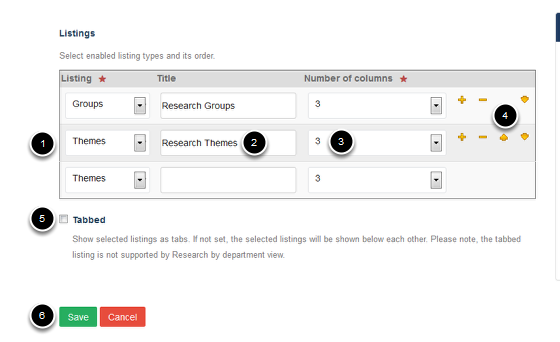 Listings
Select enabled listing types and its order.
Listing ★ Title Number of columns ★
Groups Research Groups 3
4
1 Themes Research Themes 2 3 3
Themes 3
5 Tabbed
Show selected listings as tabs. If not set, the selected listings will be shown below each other. Please note, the tabbed
listing is not supported by Research by department view.
6 Save Cancel